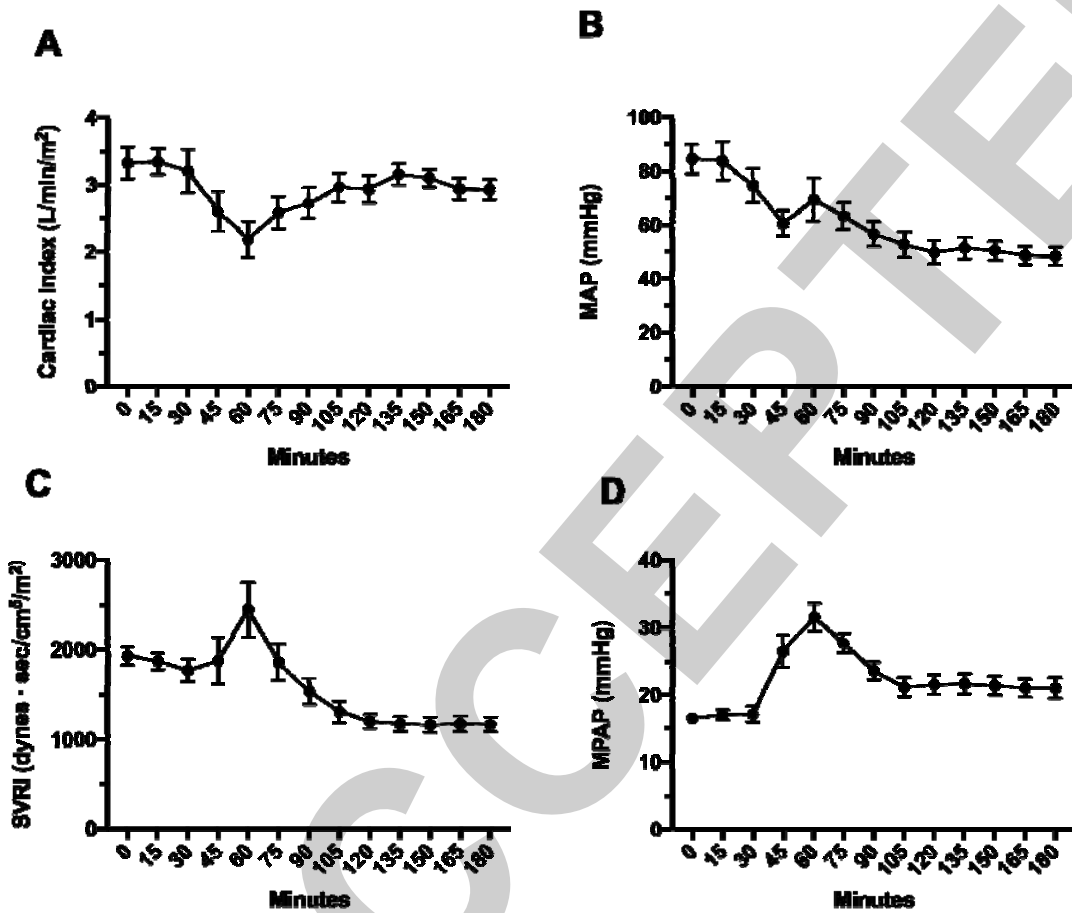 A
Cardiac Index (L/min/m²)
4
3
2
1
0
0 15 30 45 60 75 90 105 120 135 150 165 180
Minutes
B
MAP (mmHg)
100
80
60
40
20
0
0 15 30 45 60 75 90 105 120 135 150 165 180
Minutes
C
SVRI (dynes · sec/cm⁵/m²)
3000
2000
1000
0
0 15 30 45 60 75 90 105 120 135 150 165 180
Minutes
D
MPAP (mmHg)
40
30
20
10
0
0 15 30 45 60 75 90 105 120 135 150 165 180
Minutes
CCEPTE